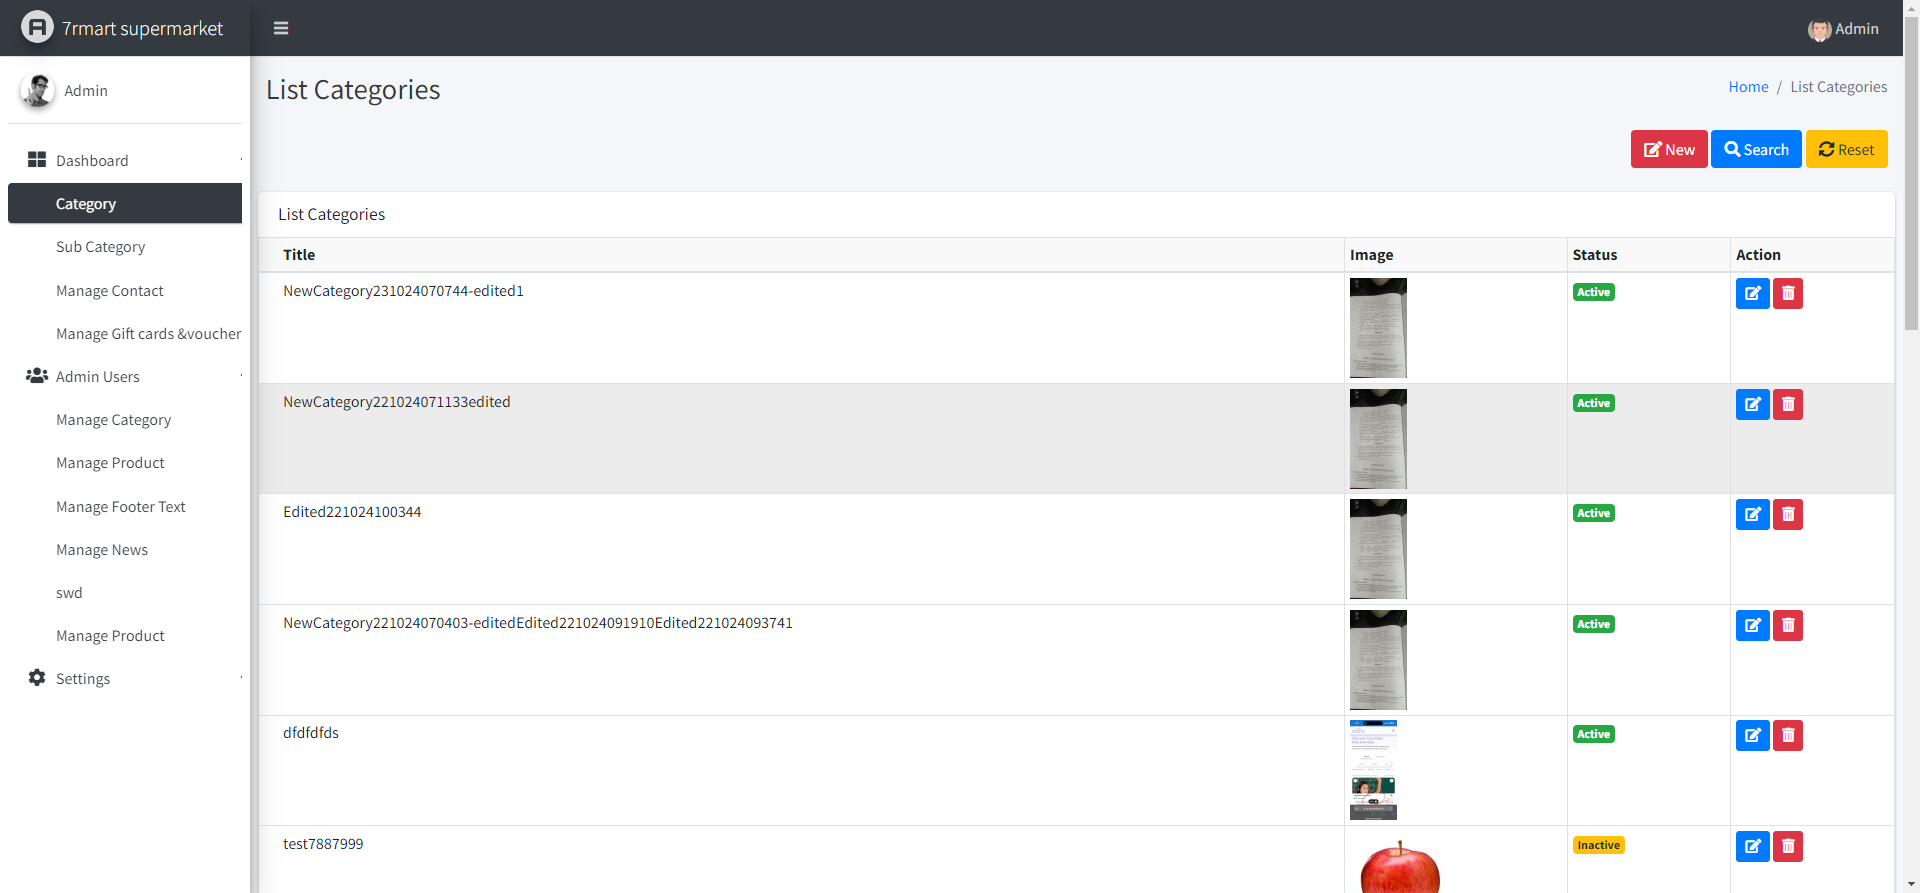 7rmart supermarket
Admin
Admin
List Categories
Home / List Categories
Dashboard
Category
Sub Category
Manage Contact
Manage Gift cards &voucher
Admin Users
Manage Category
Manage Product
Manage Footer Text
Manage News
swd
Manage Product
Settings
New Search Reset
List Categories
Title Image Status Action
NewCategory231024070744-edited1 Active
NewCategory221024071133edited Active
Edited221024100344 Active
NewCategory221024070403-editedEdited221024091910Edited221024093741 Active
dfdfdfds Active
test7887999 Inactive